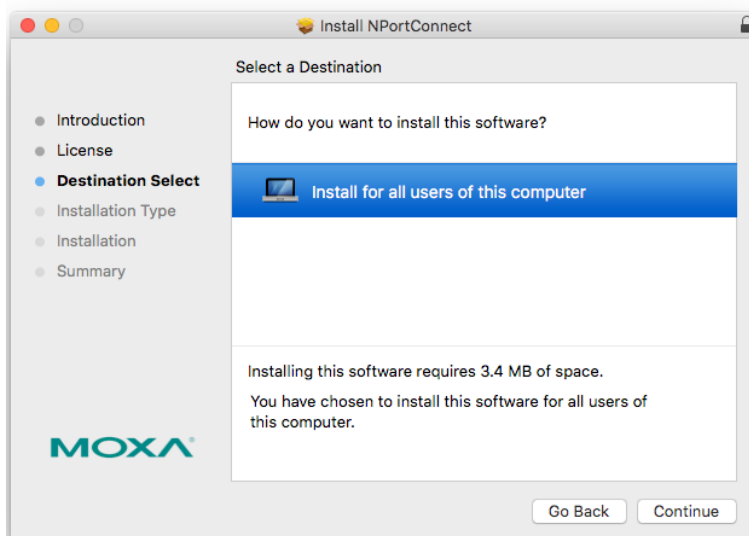 Install NPortConnect
Select a Destination
Introduction
License
Destination Select
Installation Type
Installation
Summary
How do you want to install this software?
Install for all users of this computer
Installing this software requires 3.4 MB of space.
You have chosen to install this software for all users of
this computer.
MOXA®
Go Back
Continue